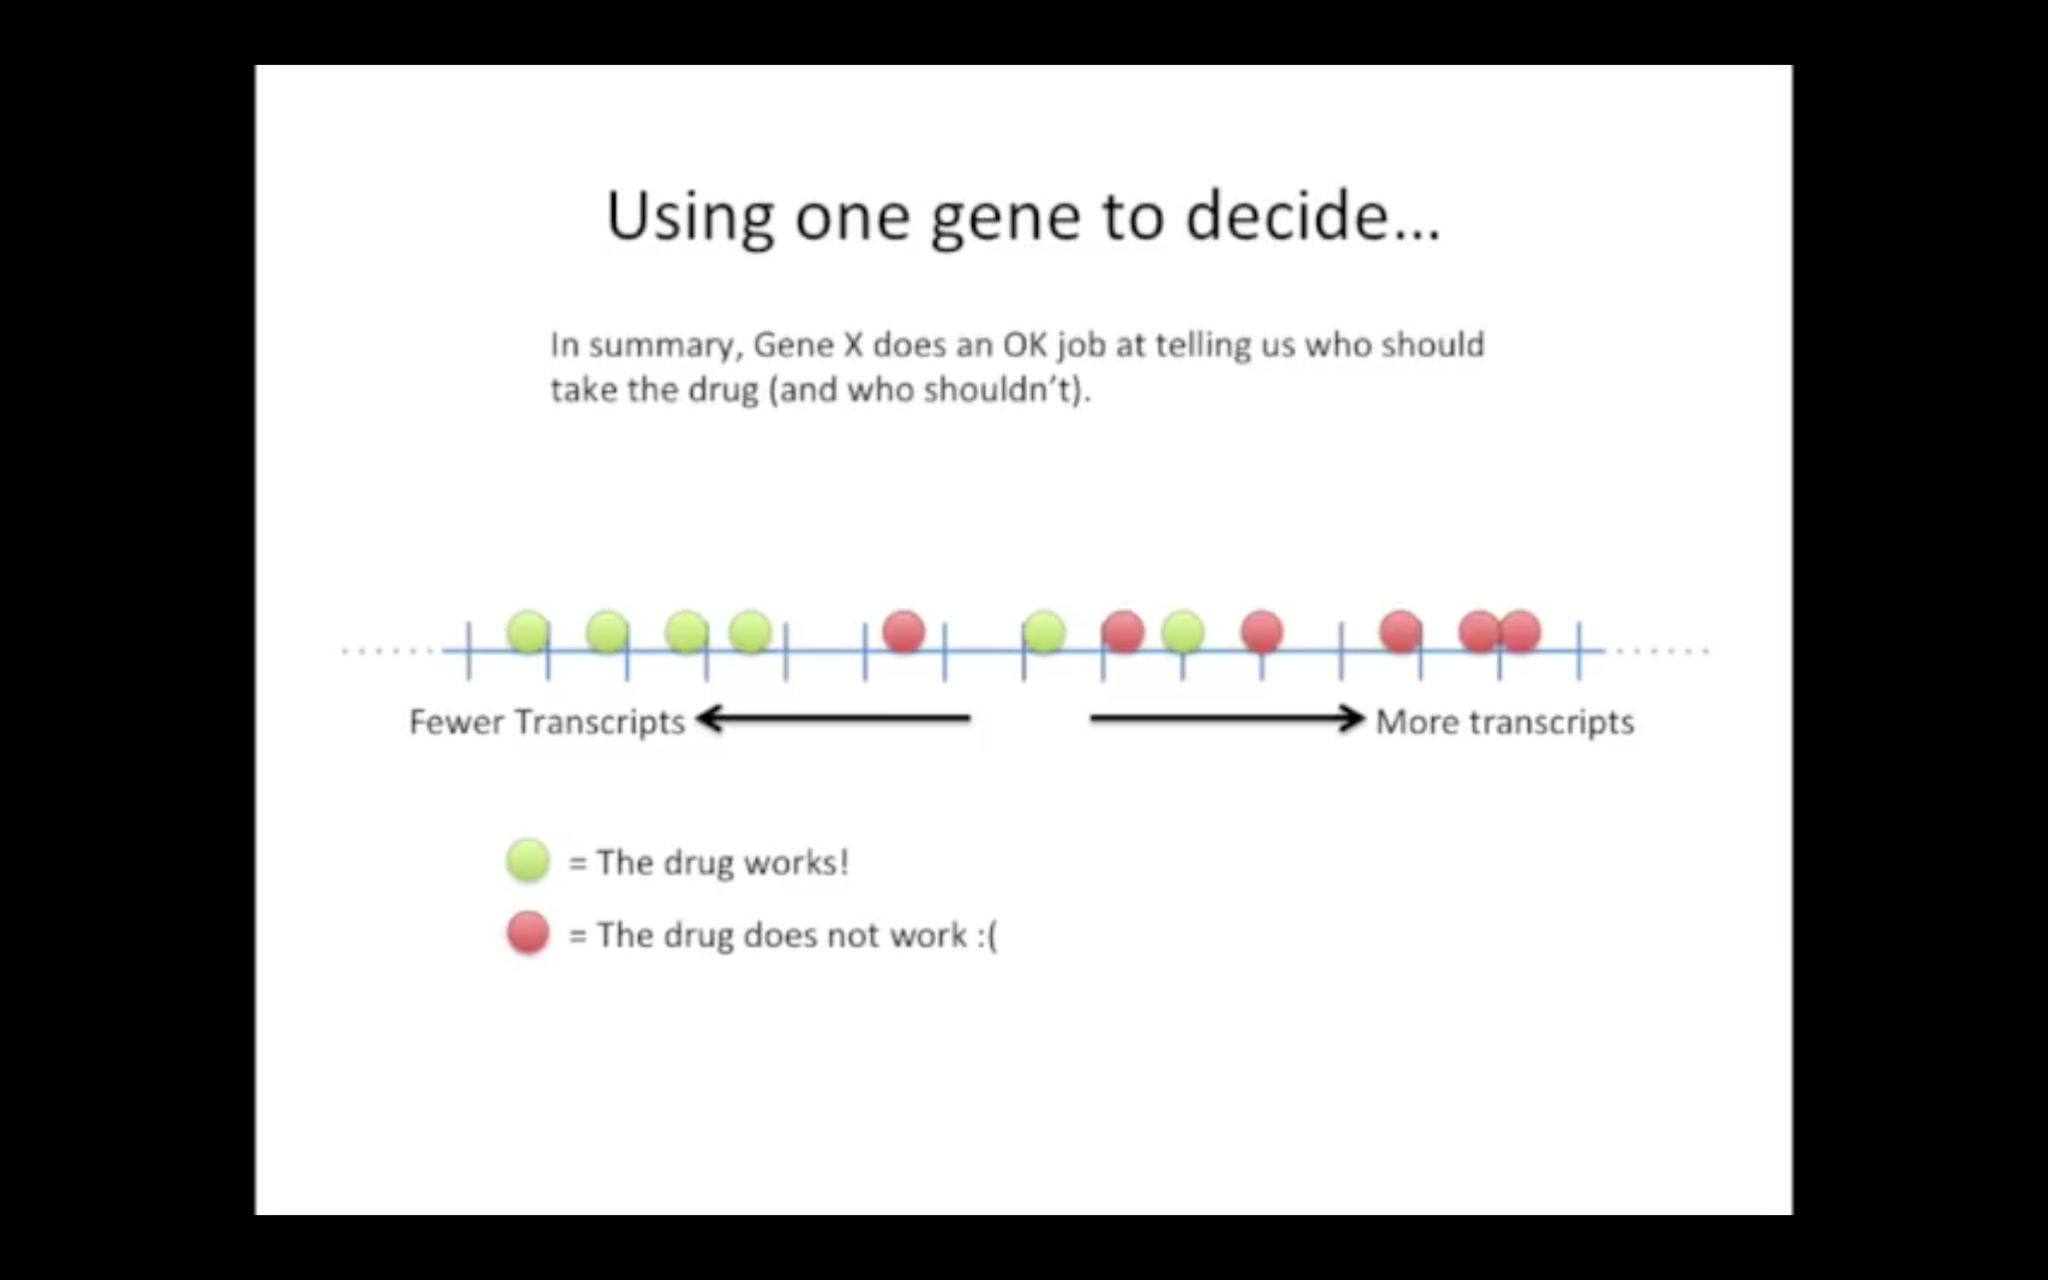 Using one gene to decide...
In summary, Gene X does an OK job at telling us who should
take the drug (and who shouldn't).
Fewer Transcripts
More transcripts
= The drug works!
= The drug does not work :(